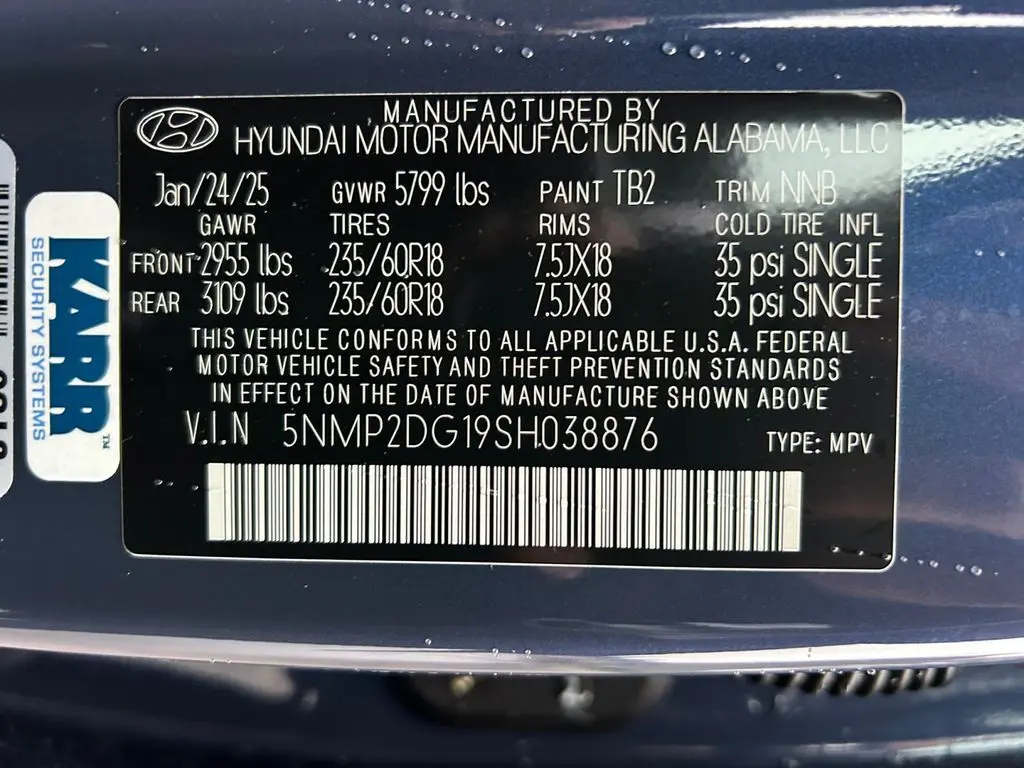 MANUFACTURED BY
HYUNDAI MOTOR MANUFACTURING ALABAMA, LLC
Jan/24/25 GVWR 5799 lbs PAINT TB2 TRIM NNB
GAWR TIRES RIMS COLD TIRE INFL
FRONT 2955 lbs 235/60R18 7.5JX18 35 psi SINGLE
REAR 3109 lbs 235/60R18 7.5JX18 35 psi SINGLE
THIS VEHICLE CONFORMS TO ALL APPLICABLE U.S.A. FEDERAL
MOTOR VEHICLE SAFETY AND THEFT PREVENTION STANDARDS
IN EFFECT ON THE DATE OF MANUFACTURE SHOWN ABOVE
V.I.N 5NMP2DG19SH038876 TYPE: MPV
KARR™
SECURITY SYSTEMS